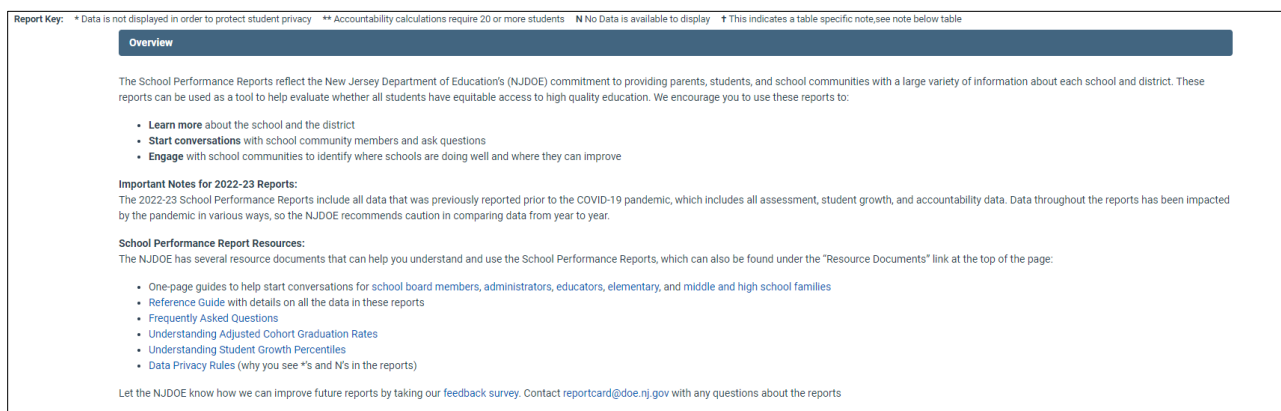 Report Key: * Data is not displayed in order to protect student privacy ** Accountability calculations require 20 or more students N No Data is available to display † This indicates a table specific note,see note below table
Overview
The School Performance Reports reflect the New Jersey Department of Education's (NJDOE) commitment to providing parents, students, and school communities with a large variety of information about each school and district. These
reports can be used as a tool to help evaluate whether all students have equitable access to high quality education. We encourage you to use these reports to:
• Learn more about the school and the district
• Start conversations with school community members and ask questions
• Engage with school communities to identify where schools are doing well and where they can improve
Important Notes for 2022-23 Reports:
The 2022-23 School Performance Reports include all data that was previously reported prior to the COVID-19 pandemic, which includes all assessment, student growth, and accountability data. Data throughout the reports has been impacted
by the pandemic in various ways, so the NJDOE recommends caution in comparing data from year to year.
School Performance Report Resources:
The NJDOE has several resource documents that can help you understand and use the School Performance Reports, which can also be found under the "Resource Documents" link at the top of the page:
• One-page guides to help start conversations for school board members, administrators, educators, elementary, and middle and high school families
• Reference Guide with details on all the data in these reports
• Frequently Asked Questions
• Understanding Adjusted Cohort Graduation Rates
• Understanding Student Growth Percentiles
• Data Privacy Rules (why you see *'s and N's in the reports)
Let the NJDOE know how we can improve future reports by taking our feedback survey. Contact reportcard@doe.nj.gov with any questions about the reports